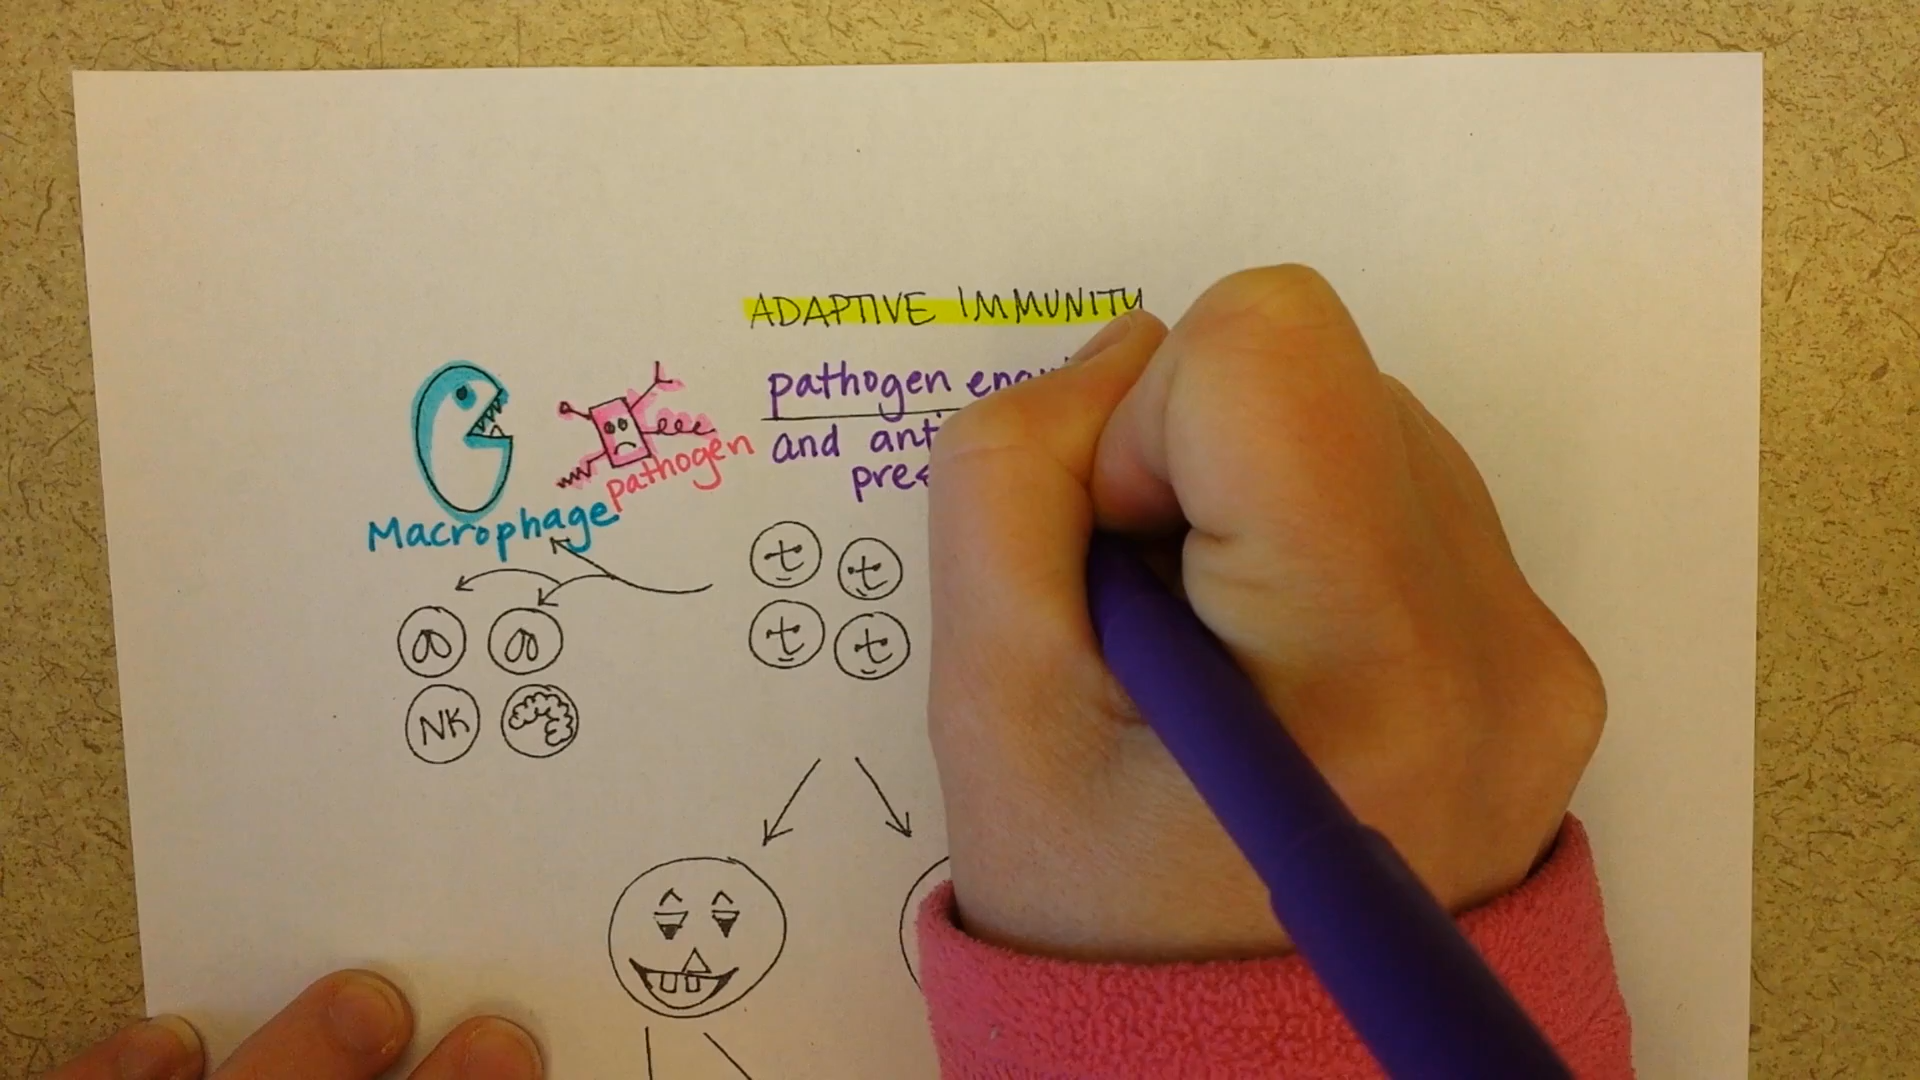 ADAPTIVE IMMUNITY
pathogen
and
pathogen
Macrophage
t t
t t
NK